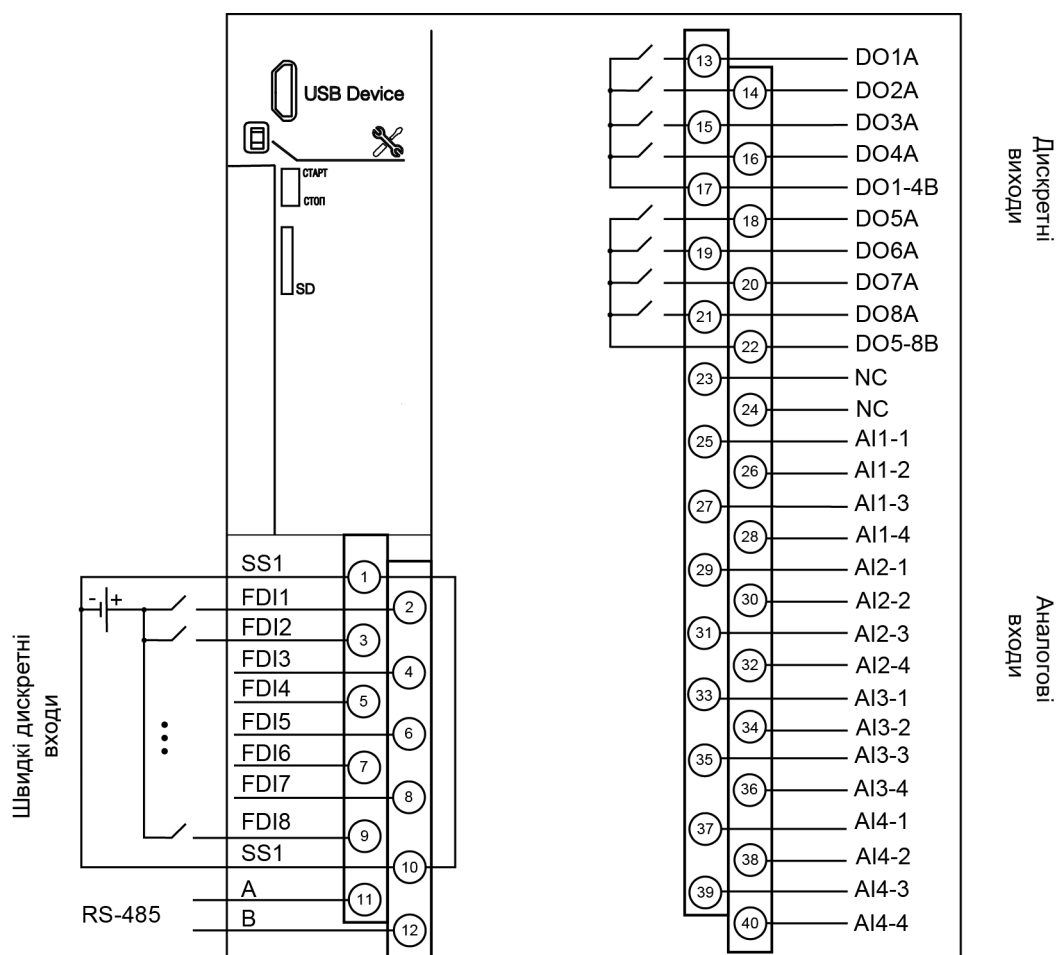 USB Device
СТАРТ
СТОП
SD
SS1
1
- +
FDI1
2
FDI2
3
FDI3
4
FDI4
5
FDI5
6
FDI6
7
FDI7
8
FDI8
9
SS1
10
A
11
RS-485
B
12
Швидкі дискретні
входи
13
DO1A
14
DO2A
15
DO3A
16
DO4A
17
DO1-4B
18
DO5A
19
DO6A
20
DO7A
21
DO8A
22
DO5-8B
23
NC
24
NC
25
AI1-1
26
AI1-2
27
AI1-3
28
AI1-4
29
AI2-1
30
AI2-2
31
AI2-3
32
AI2-4
33
AI3-1
34
AI3-2
35
AI3-3
36
AI3-4
37
AI4-1
38
AI4-2
39
AI4-3
40
AI4-4
Дискретні
виходи
Аналогові
входи